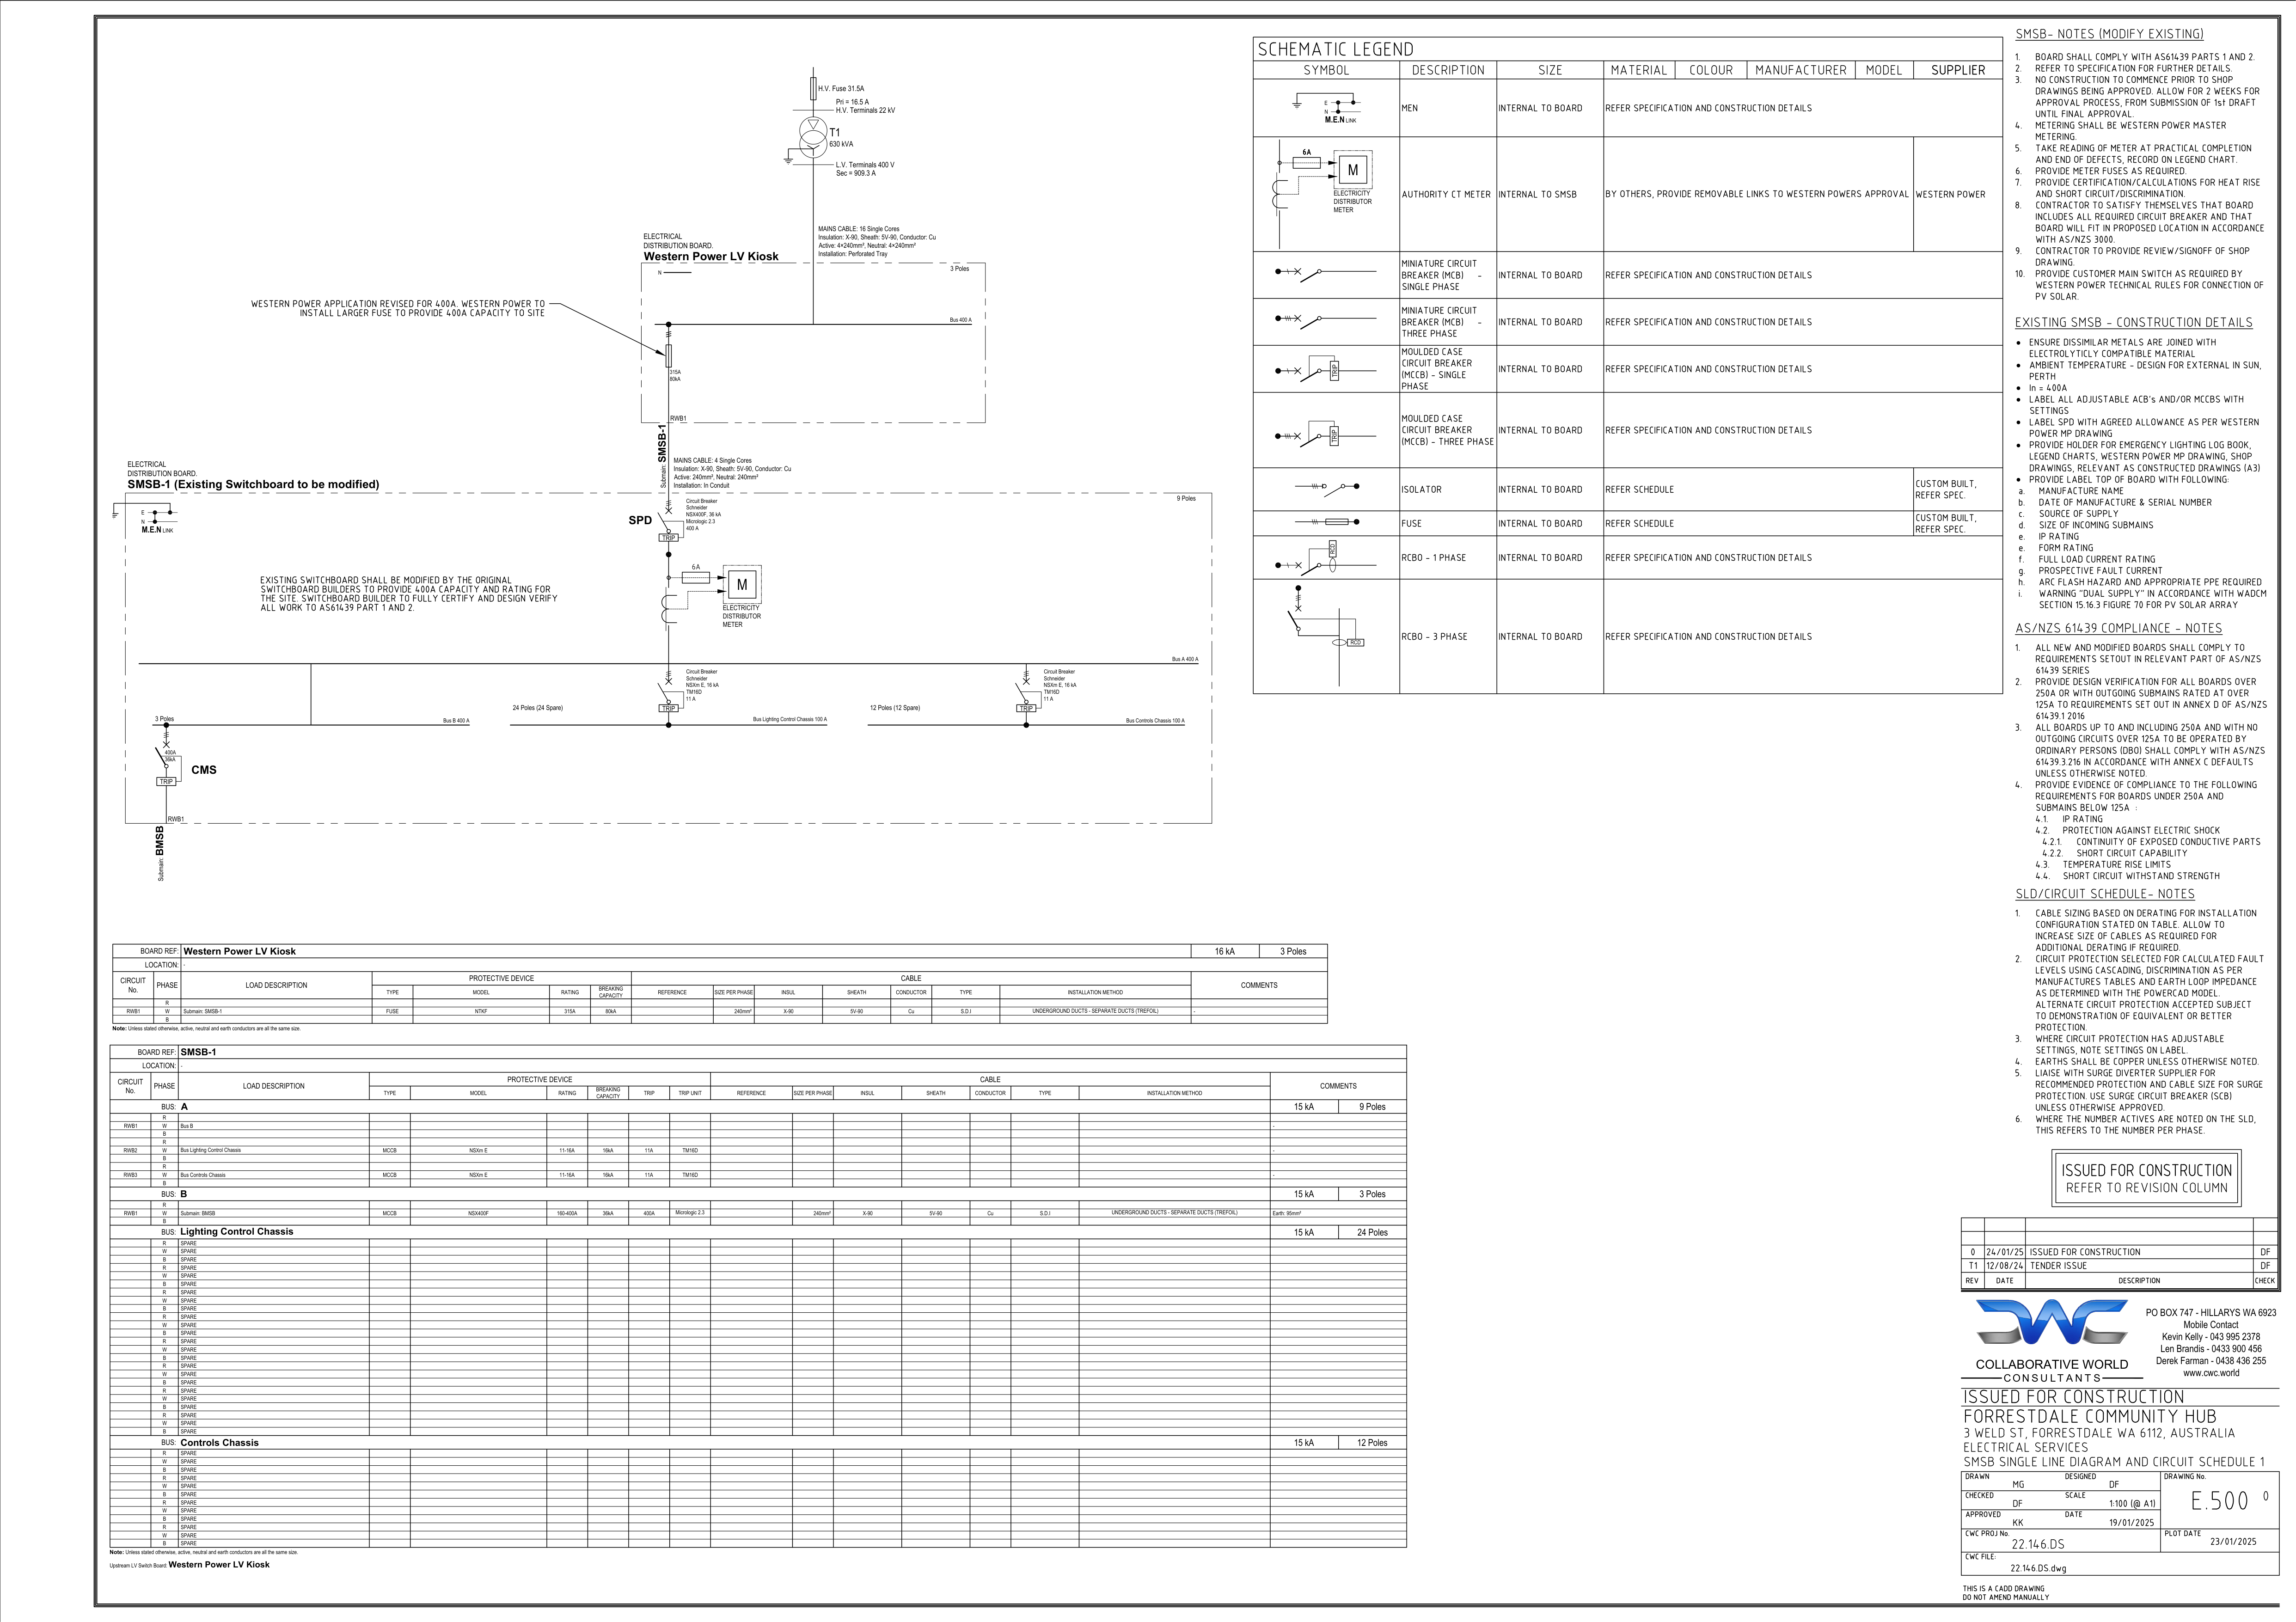 H.V. Fuse 31.5A
Pri = 16.5 A
H.V. Terminals 22 kV
T1
630 kVA
L.V. Terminals 400 V
Sec = 909.3 A
MAINS CABLE: 16 Single Cores
Insulation: X-90, Sheath: 5V-90, Conductor: Cu
Active: 4×240mm², Neutral: 4×240mm²
Installation: Perforated Tray
ELECTRICAL
DISTRIBUTION BOARD.
Western Power LV Kiosk
3 Poles
N
WESTERN POWER APPLICATION REVISED FOR 400A. WESTERN POWER TO
INSTALL LARGER FUSE TO PROVIDE 400A CAPACITY TO SITE
Bus 400 A
315A
80kA
RWB1
Submain: SMSB-1
MAINS CABLE: 4 Single Cores
Insulation: X-90, Sheath: 5V-90, Conductor: Cu
Active: 240mm², Neutral: 240mm²
Installation: In Conduit
ELECTRICAL
DISTRIBUTION BOARD.
SMSB-1 (Existing Switchboard to be modified)
9 Poles
E
N
M.E.N LINK
SPD
Circuit Breaker
Schneider
NSX400F, 36 kA
Micrologic 2.3
400 A
TRIP
6A
M
ELECTRICITY
DISTRIBUTOR
METER
EXISTING SWITCHBOARD SHALL BE MODIFIED BY THE ORIGINAL
SWITCHBOARD BUILDERS TO PROVIDE 400A CAPACITY AND RATING FOR
THE SITE. SWITCHBOARD BUILDER TO FULLY CERTIFY AND DESIGN VERIFY
ALL WORK TO AS61439 PART 1 AND 2.
Bus A 400 A
Circuit Breaker
Schneider
NSXm E, 16 kA
TM16D
11 A
TRIP
Circuit Breaker
Schneider
NSXm E, 16 kA
TM16D
11 A
TRIP
3 Poles
Bus B 400 A
24 Poles (24 Spare)
Bus Lighting Control Chassis 100 A
12 Poles (12 Spare)
Bus Controls Chassis 100 A
400A
36kA
TRIP
CMS
RWB1
Submain: BMSB
BOARD REF: Western Power LV Kiosk 16 kA 3 Poles
LOCATION: -
CIRCUIT No. PHASE LOAD DESCRIPTION PROTECTIVE DEVICE CABLE COMMENTS
TYPE MODEL RATING BREAKING CAPACITY REFERENCE SIZE PER PHASE INSUL SHEATH CONDUCTOR TYPE INSTALLATION METHOD
R
RWB1 W Submain: SMSB-1 FUSE NTKF 315A 80kA 240mm² X-90 5V-90 Cu S.D.I UNDERGROUND DUCTS - SEPARATE DUCTS (TREFOIL) -
B
Note: Unless stated otherwise, active, neutral and earth conductors are all the same size.
BOARD REF: SMSB-1
LOCATION: -
CIRCUIT No. PHASE LOAD DESCRIPTION PROTECTIVE DEVICE CABLE COMMENTS
TYPE MODEL RATING BREAKING CAPACITY TRIP TRIP UNIT REFERENCE SIZE PER PHASE INSUL SHEATH CONDUCTOR TYPE INSTALLATION METHOD
BUS: A 15 kA 9 Poles
R
RWB1 W Bus B -
B
R
RWB2 W Bus Lighting Control Chassis MCCB NSXm E 11-16A 16kA 11A TM16D -
B
R
RWB3 W Bus Controls Chassis MCCB NSXm E 11-16A 16kA 11A TM16D -
B
BUS: B 15 kA 3 Poles
R
RWB1 W Submain: BMSB MCCB NSX400F 160-400A 36kA 400A Micrologic 2.3 240mm² X-90 5V-90 Cu S.D.I UNDERGROUND DUCTS - SEPARATE DUCTS (TREFOIL) Earth: 95mm²
B
BUS: Lighting Control Chassis 15 kA 24 Poles
R SPARE
W SPARE
B SPARE
R SPARE
W SPARE
B SPARE
R SPARE
W SPARE
B SPARE
R SPARE
W SPARE
B SPARE
R SPARE
W SPARE
B SPARE
R SPARE
W SPARE
B SPARE
R SPARE
W SPARE
B SPARE
R SPARE
W SPARE
B SPARE
BUS: Controls Chassis 15 kA 12 Poles
R SPARE
W SPARE
B SPARE
R SPARE
W SPARE
B SPARE
R SPARE
W SPARE
B SPARE
R SPARE
W SPARE
B SPARE
Note: Unless stated otherwise, active, neutral and earth conductors are all the same size.
Upstream LV Switch Board: Western Power LV Kiosk
SCHEMATIC LEGEND
SYMBOL DESCRIPTION SIZE MATERIAL COLOUR MANUFACTURER MODEL SUPPLIER
E
N
M.E.N LINK
MEN INTERNAL TO BOARD REFER SPECIFICATION AND CONSTRUCTION DETAILS
6A
M
ELECTRICITY
DISTRIBUTOR
METER
AUTHORITY CT METER INTERNAL TO SMSB BY OTHERS, PROVIDE REMOVABLE LINKS TO WESTERN POWERS APPROVAL WESTERN POWER
MINIATURE CIRCUIT
BREAKER (MCB) -
SINGLE PHASE
INTERNAL TO BOARD REFER SPECIFICATION AND CONSTRUCTION DETAILS
MINIATURE CIRCUIT
BREAKER (MCB) -
THREE PHASE
INTERNAL TO BOARD REFER SPECIFICATION AND CONSTRUCTION DETAILS
TRIP
MOULDED CASE
CIRCUIT BREAKER
(MCCB) - SINGLE
PHASE
INTERNAL TO BOARD REFER SPECIFICATION AND CONSTRUCTION DETAILS
TRIP
MOULDED CASE
CIRCUIT BREAKER
(MCCB) - THREE PHASE
INTERNAL TO BOARD REFER SPECIFICATION AND CONSTRUCTION DETAILS
ISOLATOR INTERNAL TO BOARD REFER SCHEDULE
CUSTOM BUILT,
REFER SPEC.
FUSE INTERNAL TO BOARD REFER SCHEDULE
CUSTOM BUILT,
REFER SPEC.
RCD
RCBO - 1 PHASE INTERNAL TO BOARD REFER SPECIFICATION AND CONSTRUCTION DETAILS
RCD
RCBO - 3 PHASE INTERNAL TO BOARD REFER SPECIFICATION AND CONSTRUCTION DETAILS
SMSB- NOTES (MODIFY EXISTING)
1. BOARD SHALL COMPLY WITH AS61439 PARTS 1 AND 2.
2. REFER TO SPECIFICATION FOR FURTHER DETAILS.
3. NO CONSTRUCTION TO COMMENCE PRIOR TO SHOP
DRAWINGS BEING APPROVED. ALLOW FOR 2 WEEKS FOR
APPROVAL PROCESS, FROM SUBMISSION OF 1st DRAFT
UNTIL FINAL APPROVAL.
4. METERING SHALL BE WESTERN POWER MASTER
METERING.
5. TAKE READING OF METER AT PRACTICAL COMPLETION
AND END OF DEFECTS, RECORD ON LEGEND CHART.
6. PROVIDE METER FUSES AS REQUIRED.
7. PROVIDE CERTIFICATION/CALCULATIONS FOR HEAT RISE
AND SHORT CIRCUIT/DISCRIMINATION.
8. CONTRACTOR TO SATISFY THEMSELVES THAT BOARD
INCLUDES ALL REQUIRED CIRCUIT BREAKER AND THAT
BOARD WILL FIT IN PROPOSED LOCATION IN ACCORDANCE
WITH AS/NZS 3000.
9. CONTRACTOR TO PROVIDE REVIEW/SIGNOFF OF SHOP
DRAWING.
10. PROVIDE CUSTOMER MAIN SWITCH AS REQUIRED BY
WESTERN POWER TECHNICAL RULES FOR CONNECTION OF
PV SOLAR.
EXISTING SMSB - CONSTRUCTION DETAILS
• ENSURE DISSIMILAR METALS ARE JOINED WITH
ELECTROLYTICLY COMPATIBLE MATERIAL
• AMBIENT TEMPERATURE - DESIGN FOR EXTERNAL IN SUN,
PERTH
• In = 400A
• LABEL ALL ADJUSTABLE ACB's AND/OR MCCBS WITH
SETTINGS
• LABEL SPD WITH AGREED ALLOWANCE AS PER WESTERN
POWER MP DRAWING
• PROVIDE HOLDER FOR EMERGENCY LIGHTING LOG BOOK,
LEGEND CHARTS, WESTERN POWER MP DRAWING, SHOP
DRAWINGS, RELEVANT AS CONSTRUCTED DRAWINGS (A3)
• PROVIDE LABEL TOP OF BOARD WITH FOLLOWING:
a. MANUFACTURE NAME
b. DATE OF MANUFACTURE & SERIAL NUMBER
c. SOURCE OF SUPPLY
d. SIZE OF INCOMING SUBMAINS
e. IP RATING
e. FORM RATING
f. FULL LOAD CURRENT RATING
g. PROSPECTIVE FAULT CURRENT
h. ARC FLASH HAZARD AND APPROPRIATE PPE REQUIRED
i. WARNING "DUAL SUPPLY" IN ACCORDANCE WITH WADCM
SECTION 15.16.3 FIGURE 70 FOR PV SOLAR ARRAY
AS/NZS 61439 COMPLIANCE - NOTES
1. ALL NEW AND MODIFIED BOARDS SHALL COMPLY TO
REQUIREMENTS SETOUT IN RELEVANT PART OF AS/NZS
61439 SERIES
2. PROVIDE DESIGN VERIFICATION FOR ALL BOARDS OVER
250A OR WITH OUTGOING SUBMAINS RATED AT OVER
125A TO REQUIREMENTS SET OUT IN ANNEX D OF AS/NZS
61439.1 2016
3. ALL BOARDS UP TO AND INCLUDING 250A AND WITH NO
OUTGOING CIRCUITS OVER 125A TO BE OPERATED BY
ORDINARY PERSONS (DBO) SHALL COMPLY WITH AS/NZS
61439.3.216 IN ACCORDANCE WITH ANNEX C DEFAULTS
UNLESS OTHERWISE NOTED.
4. PROVIDE EVIDENCE OF COMPLIANCE TO THE FOLLOWING
REQUIREMENTS FOR BOARDS UNDER 250A AND
SUBMAINS BELOW 125A :
4.1. IP RATING
4.2. PROTECTION AGAINST ELECTRIC SHOCK
4.2.1. CONTINUITY OF EXPOSED CONDUCTIVE PARTS
4.2.2. SHORT CIRCUIT CAPABILITY
4.3. TEMPERATURE RISE LIMITS
4.4. SHORT CIRCUIT WITHSTAND STRENGTH
SLD/CIRCUIT SCHEDULE- NOTES
1. CABLE SIZING BASED ON DERATING FOR INSTALLATION
CONFIGURATION STATED ON TABLE. ALLOW TO
INCREASE SIZE OF CABLES AS REQUIRED FOR
ADDITIONAL DERATING IF REQUIRED.
2. CIRCUIT PROTECTION SELECTED FOR CALCULATED FAULT
LEVELS USING CASCADING, DISCRIMINATION AS PER
MANUFACTURES TABLES AND EARTH LOOP IMPEDANCE
AS DETERMINED WITH THE POWERCAD MODEL.
ALTERNATE CIRCUIT PROTECTION ACCEPTED SUBJECT
TO DEMONSTRATION OF EQUIVALENT OR BETTER
PROTECTION.
3. WHERE CIRCUIT PROTECTION HAS ADJUSTABLE
SETTINGS, NOTE SETTINGS ON LABEL.
4. EARTHS SHALL BE COPPER UNLESS OTHERWISE NOTED.
5. LIAISE WITH SURGE DIVERTER SUPPLIER FOR
RECOMMENDED PROTECTION AND CABLE SIZE FOR SURGE
PROTECTION. USE SURGE CIRCUIT BREAKER (SCB)
UNLESS OTHERWISE APPROVED.
6. WHERE THE NUMBER ACTIVES ARE NOTED ON THE SLD,
THIS REFERS TO THE NUMBER PER PHASE.
ISSUED FOR CONSTRUCTION
REFER TO REVISION COLUMN
0 24/01/25 ISSUED FOR CONSTRUCTION DF
T1 12/08/24 TENDER ISSUE DF
REV DATE DESCRIPTION CHECK
CWC
COLLABORATIVE WORLD
CONSULTANTS
PO BOX 747 - HILLARYS WA 6923
Mobile Contact
Kevin Kelly - 043 995 2378
Len Brandis - 0433 900 456
Derek Farman - 0438 436 255
www.cwc.world
ISSUED FOR CONSTRUCTION
FORRESTDALE COMMUNITY HUB
3 WELD ST, FORRESTDALE WA 6112, AUSTRALIA
ELECTRICAL SERVICES
SMSB SINGLE LINE DIAGRAM AND CIRCUIT SCHEDULE 1
DRAWN MG DESIGNED DF DRAWING No.
CHECKED DF SCALE 1:100 (@ A1) E.500 0
APPROVED KK DATE 19/01/2025
CWC PROJ No. 22.146.DS PLOT DATE 23/01/2025
CWC FILE: 22.146.DS.dwg
THIS IS A CADD DRAWING
DO NOT AMEND MANUALLY